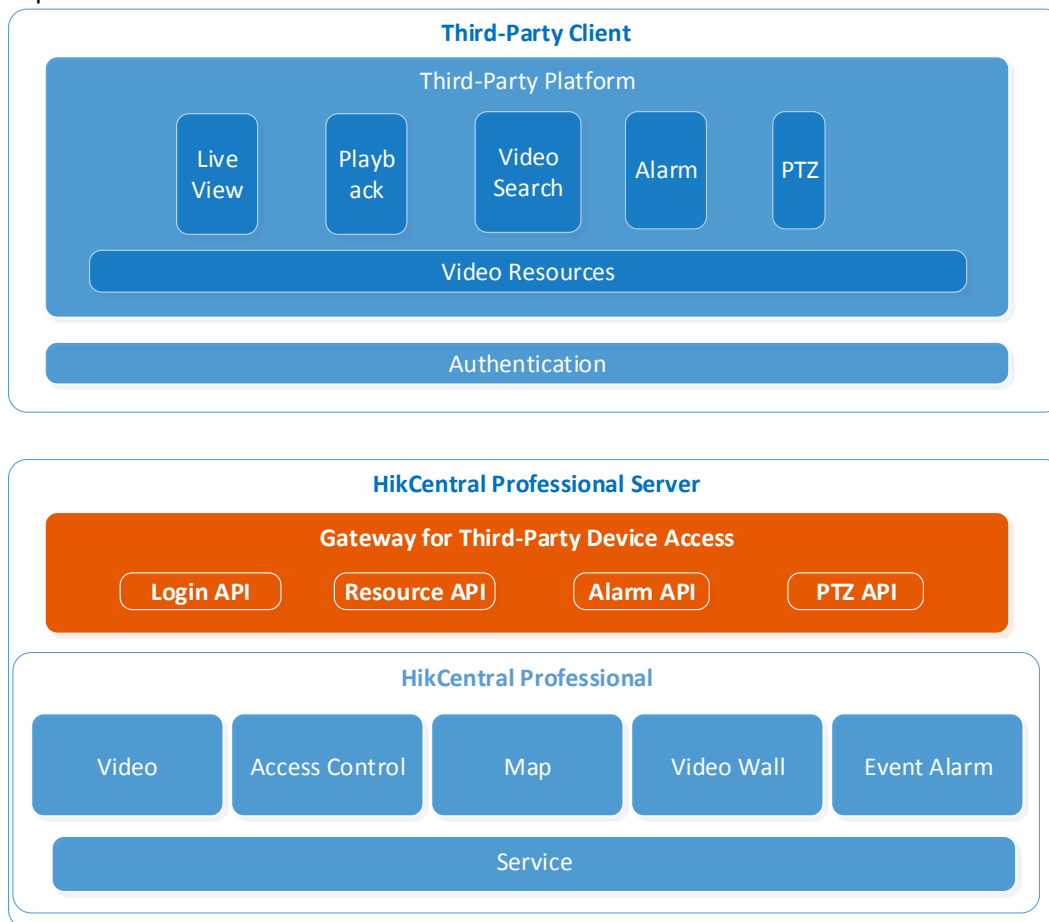 Third-Party Client
Third-Party Platform
Live
View
Playb
ack
Video
Search
Alarm
PTZ
Video Resources
Authentication
HikCentral Professional Server
Gateway for Third-Party Device Access
Login API
Resource API
Alarm API
PTZ API
HikCentral Professional
Video
Access Control
Map
Video Wall
Event Alarm
Service